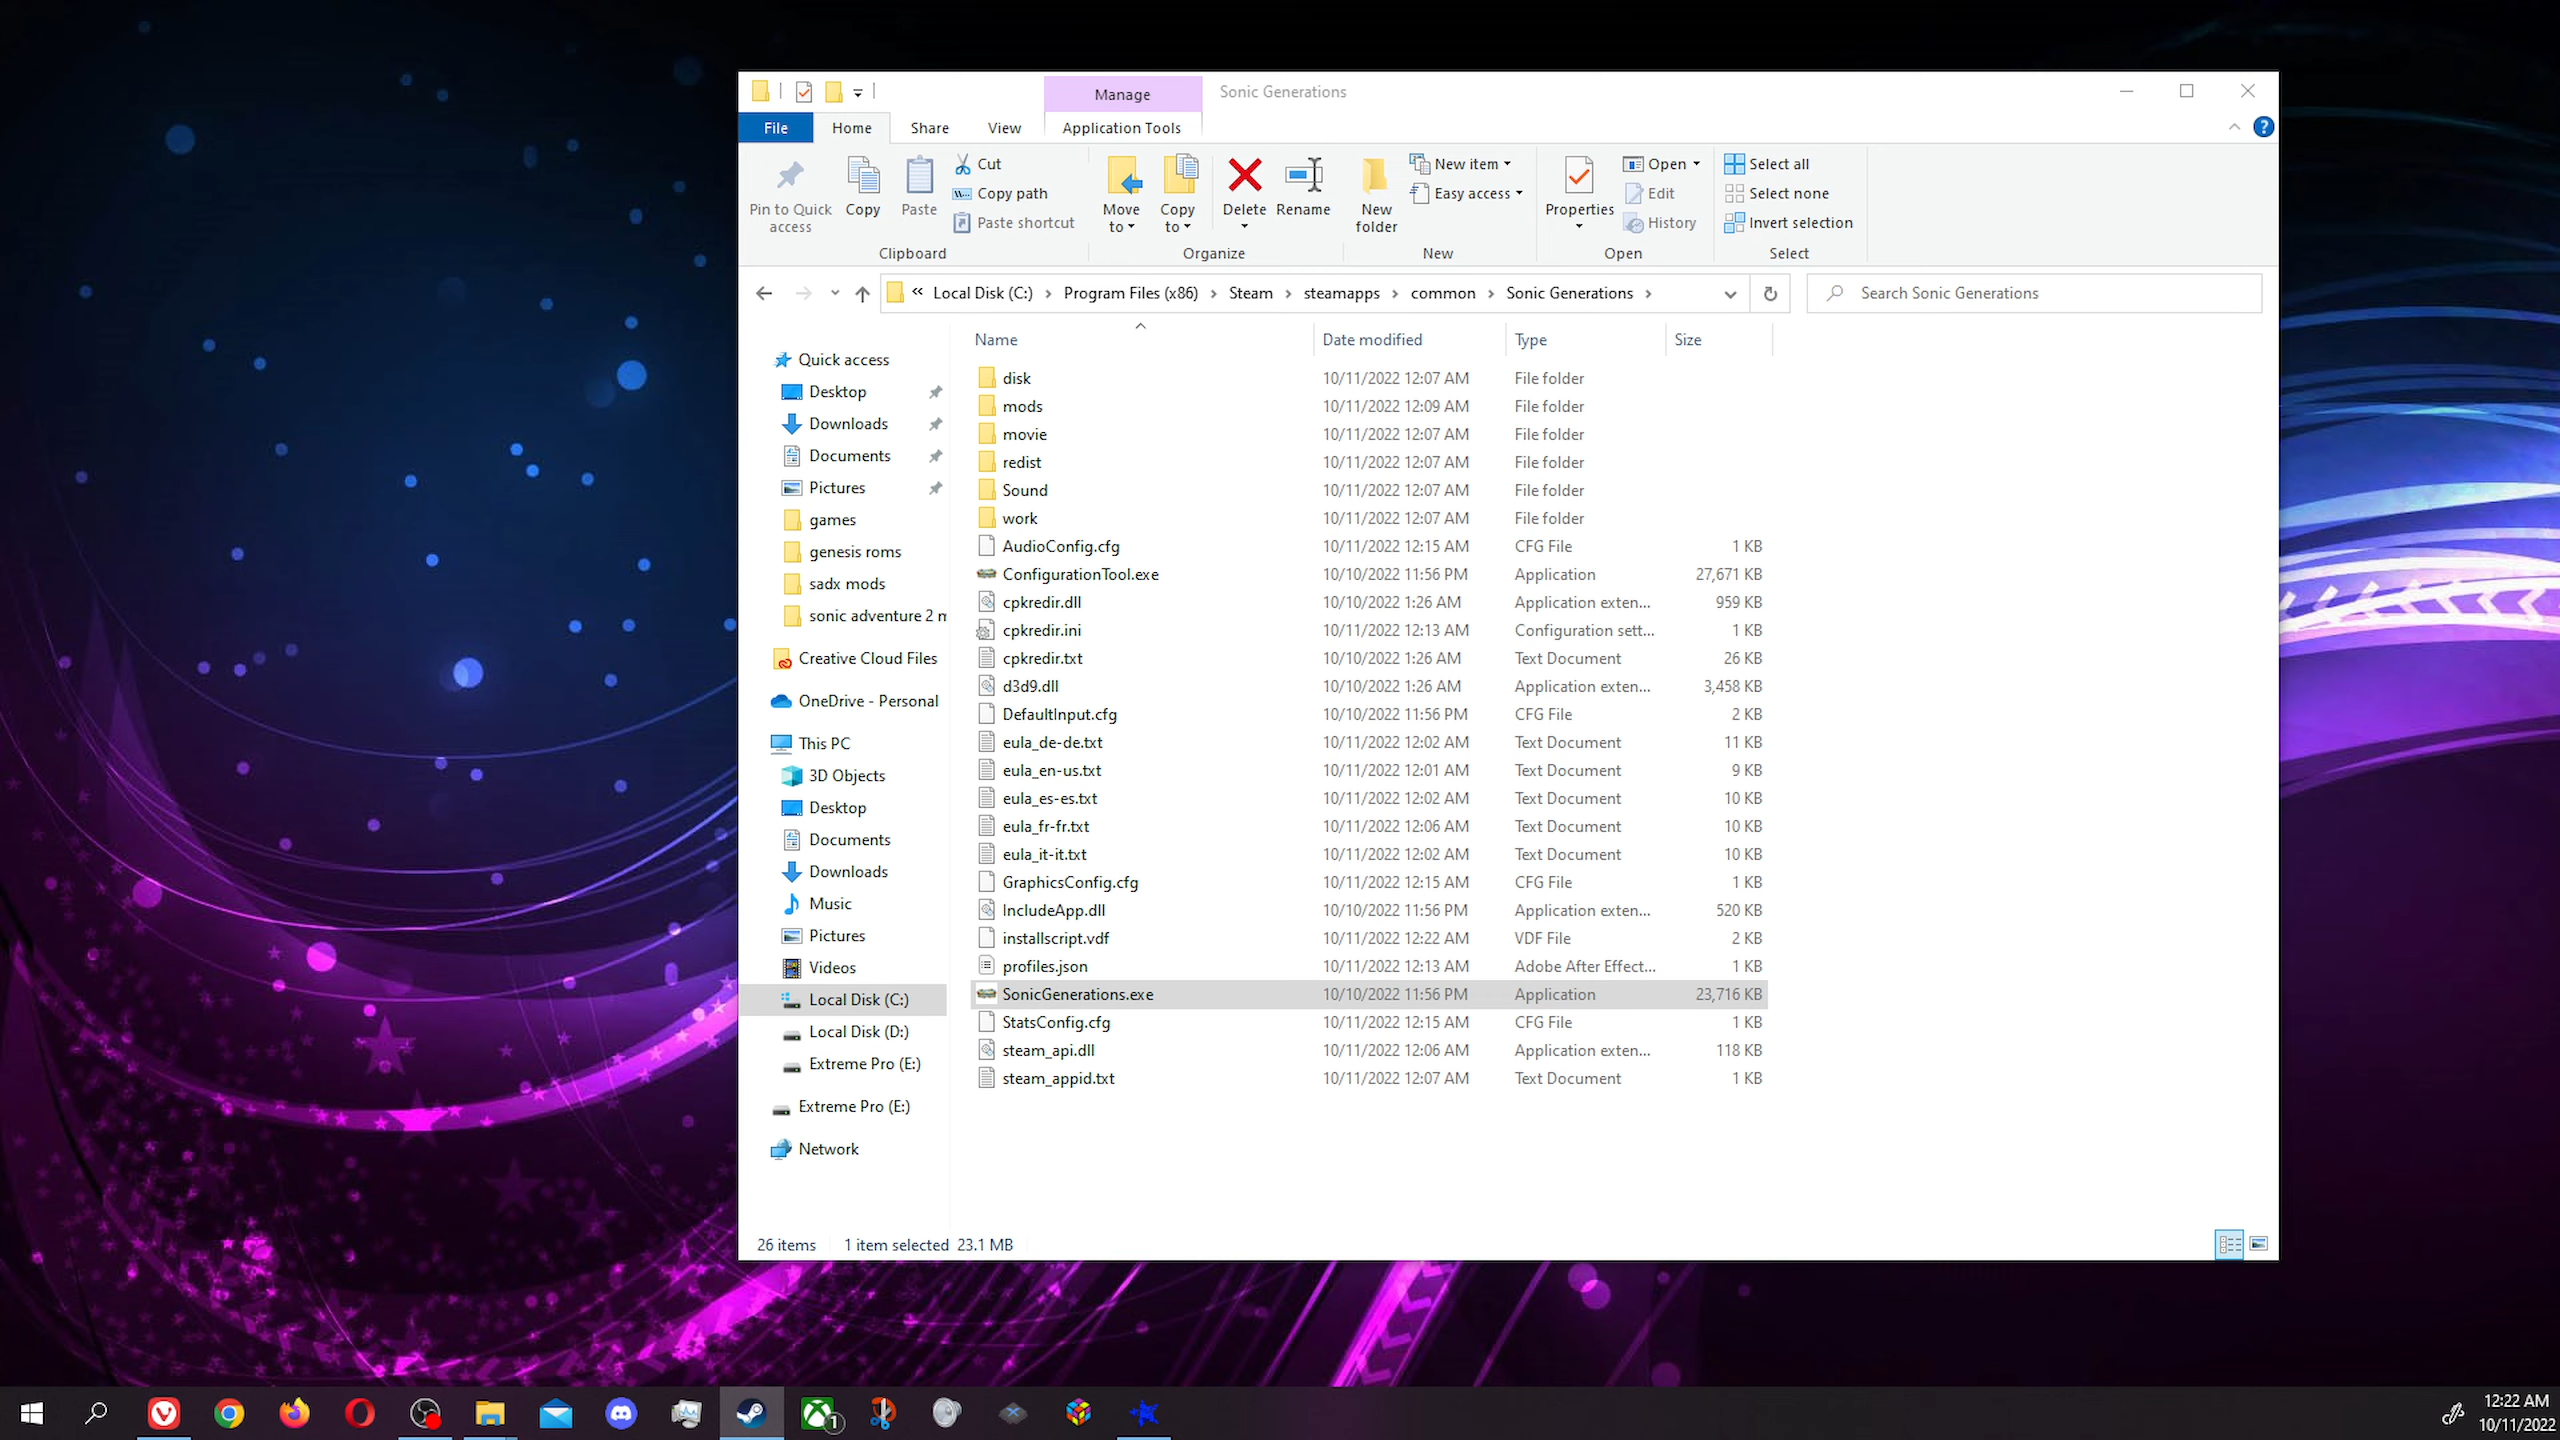 Manage
Sonic Generations
File
Home
Share
View
Application Tools
Pin to Quick access
Copy
Paste
Cut
Copy path
Paste shortcut
Move to
Copy to
Delete
Rename
New folder
New item
Easy access
Properties
Open
Edit
History
Select all
Select none
Invert selection
Clipboard
Organize
New
Open
Select
« Local Disk (C:) › Program Files (x86) › Steam › steamapps › common › Sonic Generations ›
Search Sonic Generations
Quick access
Desktop
Downloads
Documents
Pictures
games
genesis roms
sadx mods
sonic adventure 2 m
Creative Cloud Files
OneDrive - Personal
This PC
3D Objects
Desktop
Documents
Downloads
Music
Pictures
Videos
Local Disk (C:)
Local Disk (D:)
Extreme Pro (E:)
Extreme Pro (E:)
Network
Name Date modified Type Size
disk 10/11/2022 12:07 AM File folder
mods 10/11/2022 12:09 AM File folder
movie 10/11/2022 12:07 AM File folder
redist 10/11/2022 12:07 AM File folder
Sound 10/11/2022 12:07 AM File folder
work 10/11/2022 12:07 AM File folder
AudioConfig.cfg 10/11/2022 12:15 AM CFG File 1 KB
ConfigurationTool.exe 10/10/2022 11:56 PM Application 27,671 KB
cpkredir.dll 10/10/2022 1:26 AM Application exten... 959 KB
cpkredir.ini 10/11/2022 12:13 AM Configuration sett... 1 KB
cpkredir.txt 10/10/2022 1:26 AM Text Document 26 KB
d3d9.dll 10/10/2022 1:26 AM Application exten... 3,458 KB
DefaultInput.cfg 10/10/2022 11:56 PM CFG File 2 KB
eula_de-de.txt 10/11/2022 12:02 AM Text Document 11 KB
eula_en-us.txt 10/11/2022 12:01 AM Text Document 9 KB
eula_es-es.txt 10/11/2022 12:02 AM Text Document 10 KB
eula_fr-fr.txt 10/11/2022 12:06 AM Text Document 10 KB
eula_it-it.txt 10/11/2022 12:02 AM Text Document 10 KB
GraphicsConfig.cfg 10/11/2022 12:15 AM CFG File 1 KB
IncludeApp.dll 10/10/2022 11:56 PM Application exten... 520 KB
installscript.vdf 10/11/2022 12:22 AM VDF File 2 KB
profiles.json 10/11/2022 12:13 AM Adobe After Effect... 1 KB
SonicGenerations.exe 10/10/2022 11:56 PM Application 23,716 KB
StatsConfig.cfg 10/11/2022 12:15 AM CFG File 1 KB
steam_api.dll 10/11/2022 12:06 AM Application exten... 118 KB
steam_appid.txt 10/11/2022 12:07 AM Text Document 1 KB
26 items 1 item selected 23.1 MB
1
12:22 AM
10/11/2022